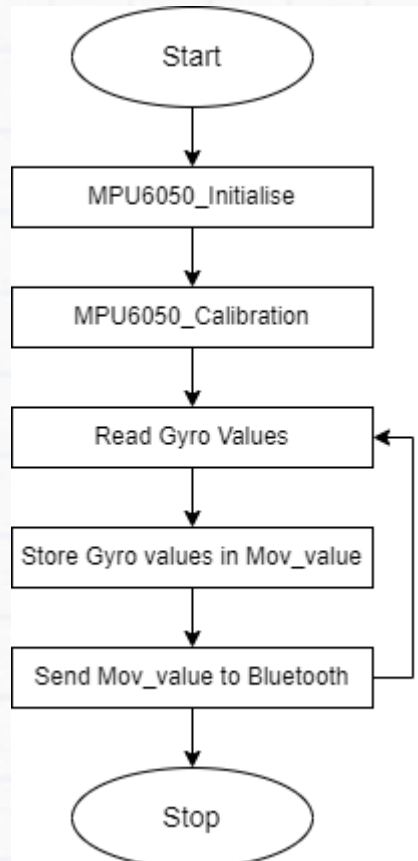 Start
MPU6050_Initialise
MPU6050_Calibration
Read Gyro Values
Store Gyro values in Mov_value
Send Mov_value to Bluetooth
Stop